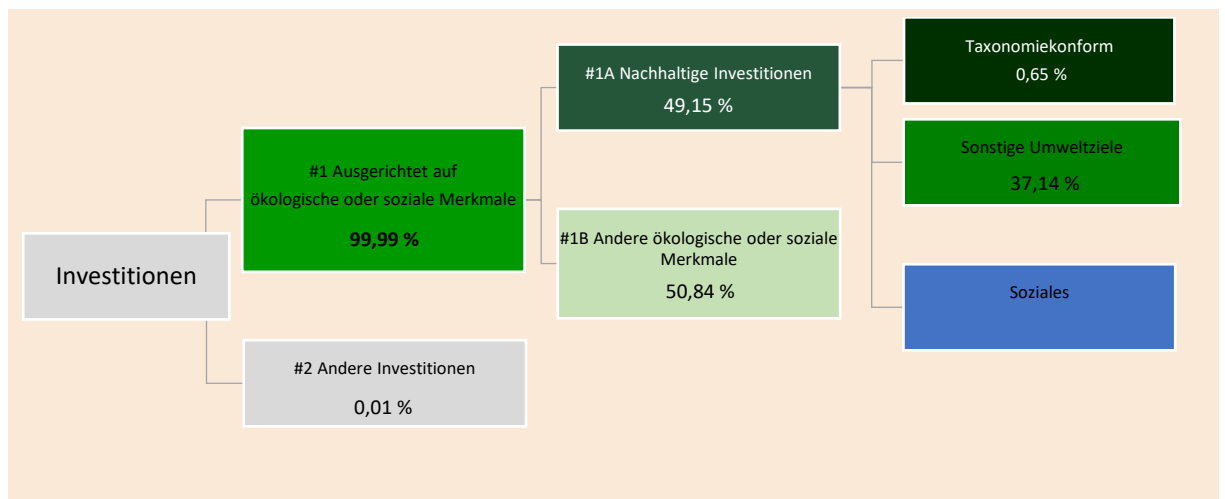 Investitionen
#1 Ausgerichtet auf
ökologische oder soziale Merkmale
99,99 %
#2 Andere Investitionen
0,01 %
#1A Nachhaltige Investitionen
49,15 %
#1B Andere ökologische oder soziale
Merkmale
50,84 %
Taxonomiekonform
0,65 %
Sonstige Umweltziele
37,14 %
Soziales